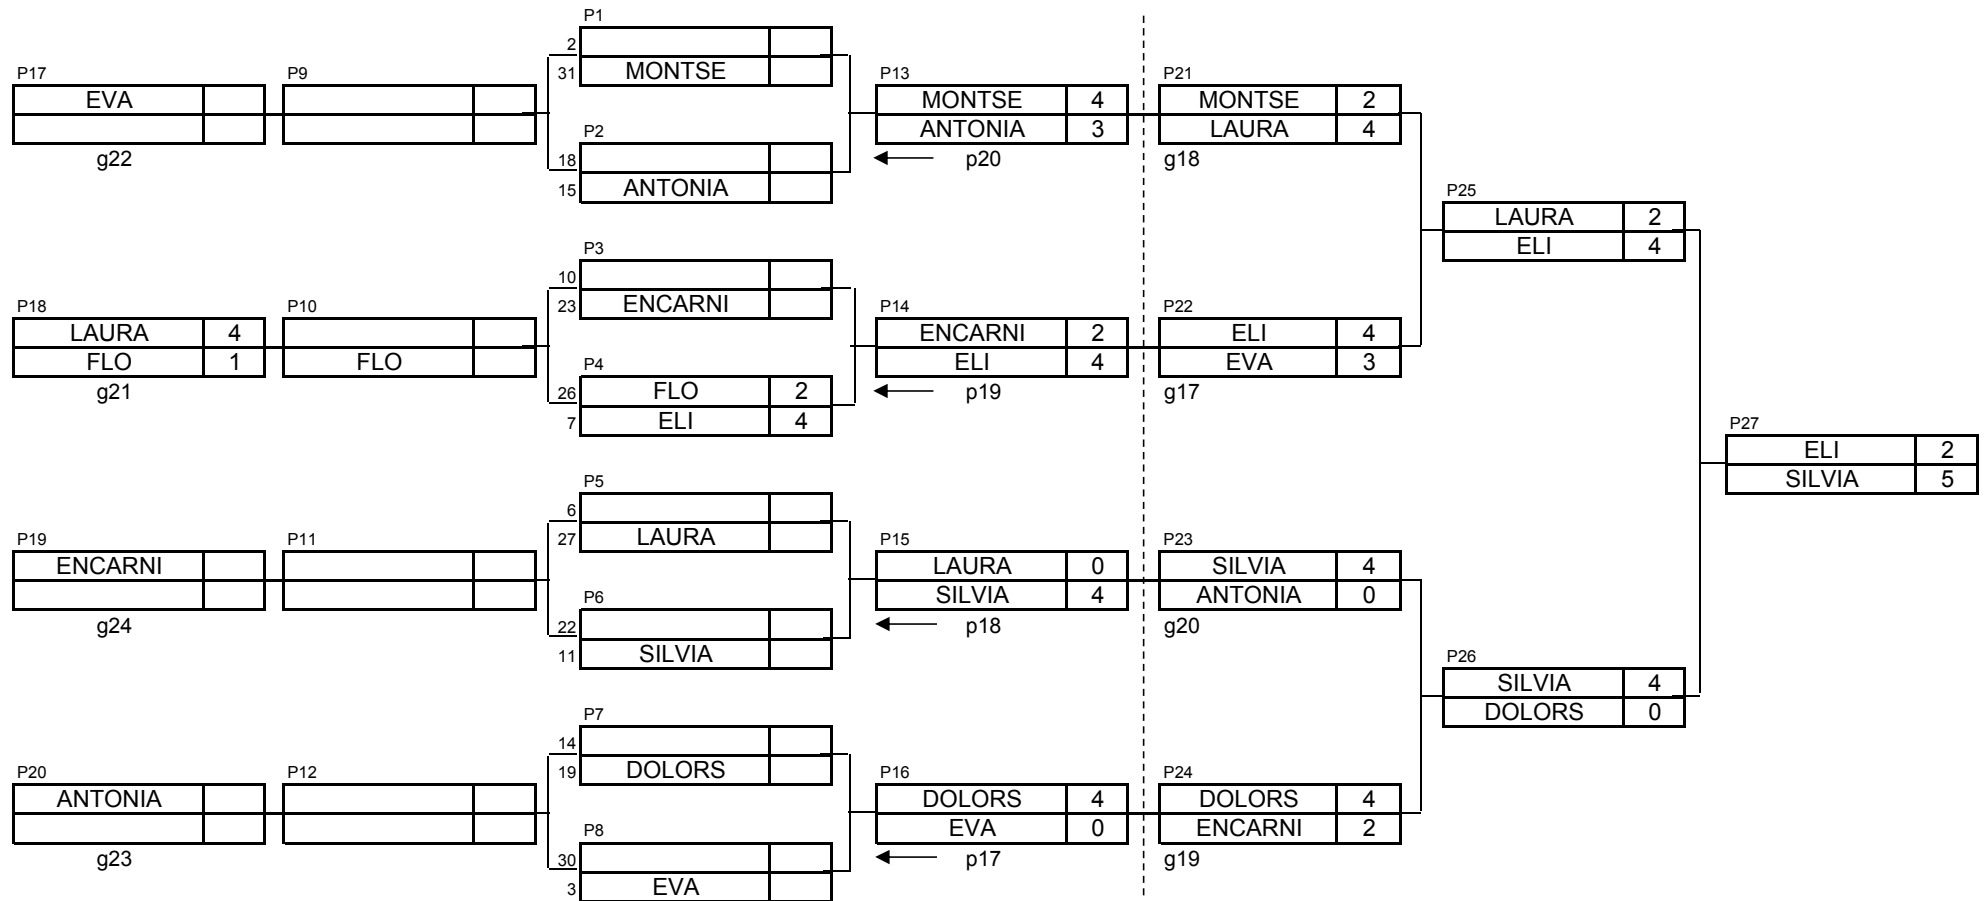 P1
2
31 MONTSE
P17 P9 P13 P21
EVA MONTSE 4 MONTSE 2
P2
ANTONIA 3 LAURA 4
g22 18 p20 g18
15 ANTONIA
P25
LAURA 2
P3
ELI 4
10
23 ENCARNI
P18 P10 P14 P22
LAURA 4 ENCARNI 2 ELI 4
FLO 1 FLO ELI 4 EVA 3
P4
g21 26 FLO 2 p19 g17
7 ELI 4
P27
ELI 2
SILVIA 5
P5
6
27 LAURA
P19 P11 P15 P23
ENCARNI LAURA 0 SILVIA 4
P6
SILVIA 4 ANTONIA 0
g24 22 p18 g20
11 SILVIA
P26
SILVIA 4
P7
DOLORS 0
14
19 DOLORS
P20 P12 P16 P24
ANTONIA DOLORS 4 DOLORS 4
P8
EVA 0 ENCARNI 2
g23 30 p17 g19
3 EVA